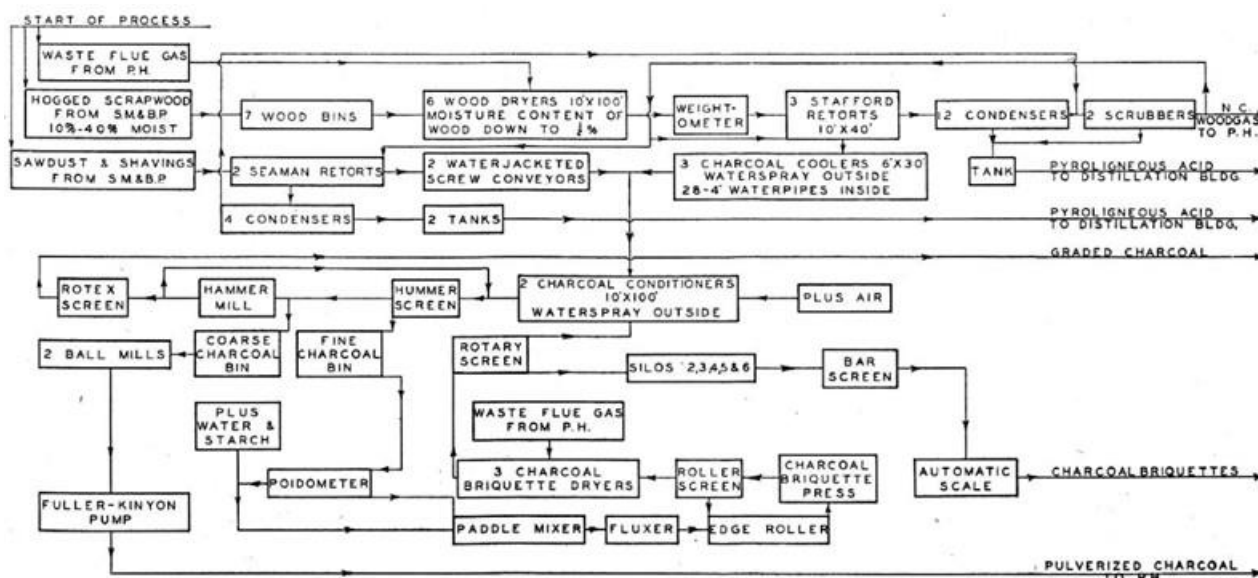 START OF PROCESS
WASTE FLUE GAS
FROM P.H.
HOGGED SCRAPWOOD
FROM S.M.& B.P.
10%-40% MOIST
7 WOOD BINS
6 WOOD DRYERS 10'X100'
MOISTURE CONTENT OF
WOOD DOWN TO ½%
WEIGHT-
OMETER
3 STAFFORD
RETORTS
10'X40'
12 CONDENSERS
2 SCRUBBERS
N.C.
WOODGAS
TO P.H.
SAWDUST & SHAVINGS
FROM S.M.& B.P.
2 SEAMAN RETORTS
2 WATERJACKETED
SCREW CONVEYORS
3 CHARCOAL COOLERS 6'X30'
WATERSPRAY OUTSIDE
28-4" WATERPIPES INSIDE
TANK
PYROLIGNEOUS ACID
TO DISTILLATION BLDG.
4 CONDENSERS
2 TANKS
PYROLIGNEOUS ACID
TO DISTILLATION BLDG.
GRADED CHARCOAL
ROTEX
SCREEN
HAMMER
MILL
HUMMER
SCREEN
2 CHARCOAL CONDITIONERS
10'X100'
WATERSPRAY OUTSIDE
PLUS AIR
2 BALL MILLS
COARSE
CHARCOAL
BIN
FINE
CHARCOAL
BIN
ROTARY
SCREEN
SILOS 2,3,4,5 & 6
BAR
SCREEN
PLUS
WATER &
STARCH
WASTE FLUE GAS
FROM P.H.
POIDOMETER
3 CHARCOAL
BRIQUETTE DRYERS
ROLLER
SCREEN
CHARCOAL
BRIQUETTE
PRESS
AUTOMATIC
SCALE
CHARCOAL BRIQUETTES
FULLER-KINYON
PUMP
PADDLE MIXER
FLUXER
EDGE ROLLER
PULVERIZED CHARCOAL